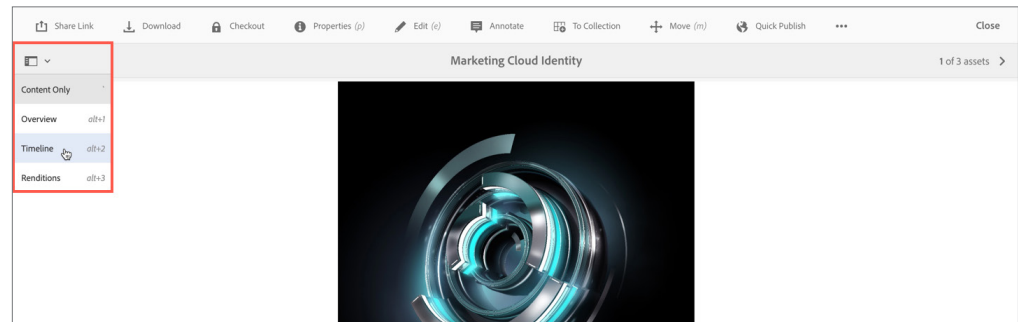 Share Link Download Checkout Properties (p) Edit (e) Annotate To Collection Move (m) Quick Publish ••• Close
Marketing Cloud Identity 1 of 3 assets
Content Only `
Overview alt+1
Timeline alt+2
Renditions alt+3